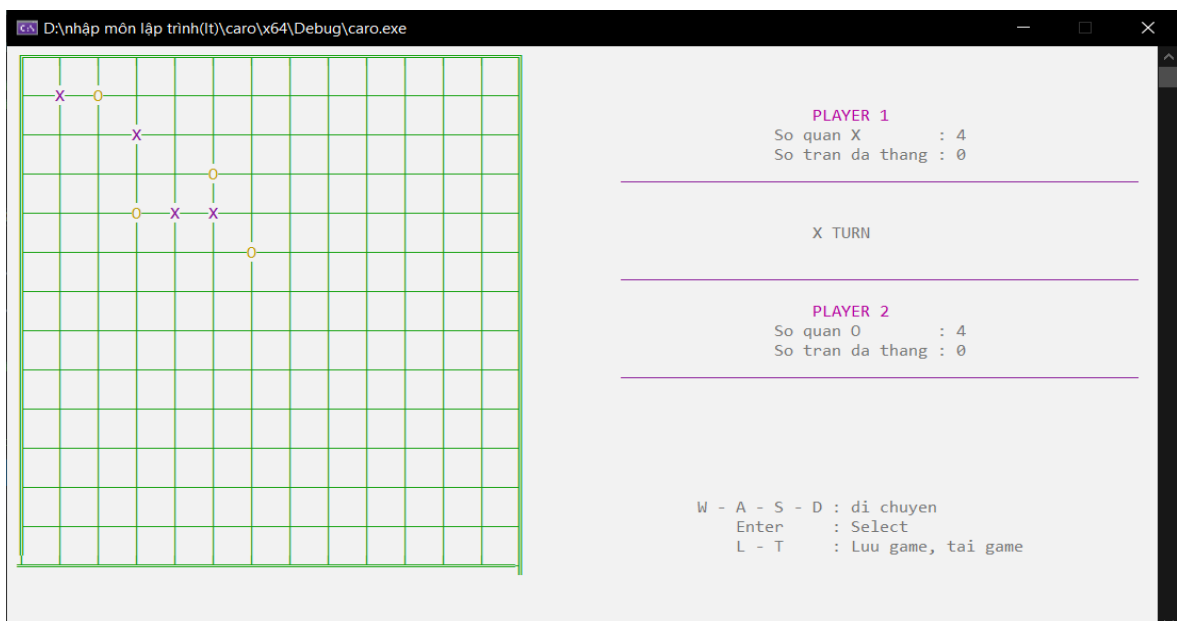 D:\nhập môn lập trình(lt)\caro\x64\Debug\caro.exe
X O
X
O
O X X
O
PLAYER 1
So quan X : 4
So tran da thang : 0
X TURN
PLAYER 2
So quan O : 4
So tran da thang : 0
W - A - S - D : di chuyen
Enter : Select
L - T : Luu game, tai game